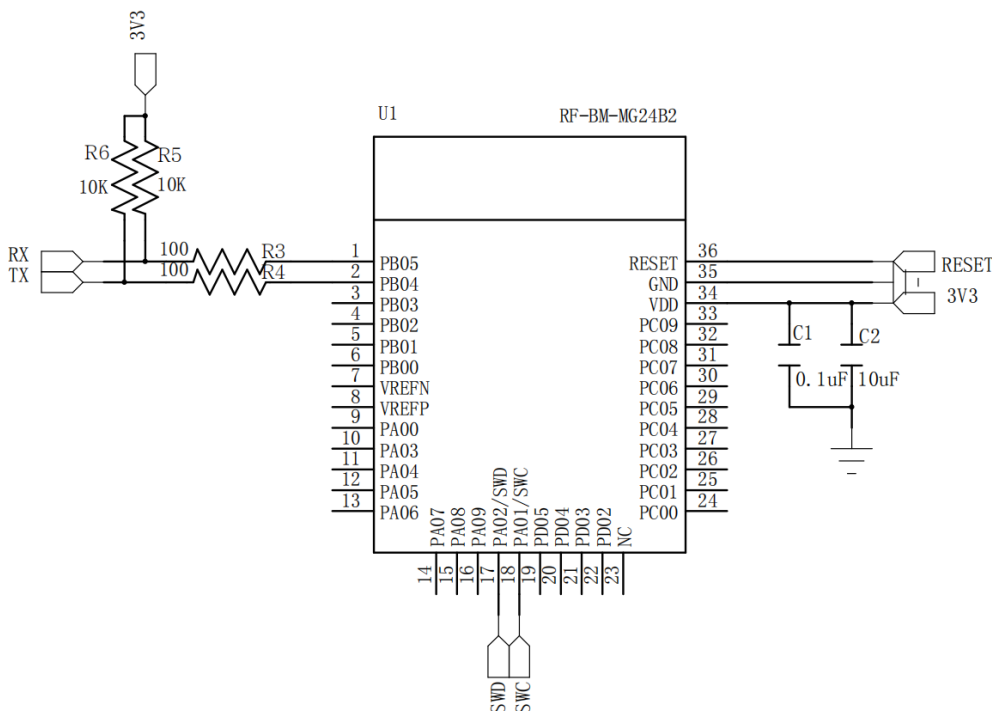 3V3
U1 RF-BM-MG24B2
R6 R5
10K 10K
RX 100 R3 1 PB05 RESET 36 RESET
TX 100 R4 2 PB04 GND 35
3 PB03 VDD 34 3V3
4 PB02 PC09 33
5 PB01 PC08 32 C1 C2
6 PB00 PC07 31
7 VREFN PC06 30 0.1uF 10uF
8 VREFP PC05 29
9 PA00 PC04 28
10 PA03 PC03 27
11 PA04 PC02 26
12 PA05 PC01 25
13 PA06 PC00 24
PA07 PA08 PA09 PA02/SWD PA01/SWC PD05 PD04 PD03 PD02 NC
14 15 16 17 18 19 20 21 22 23
SWD SWC